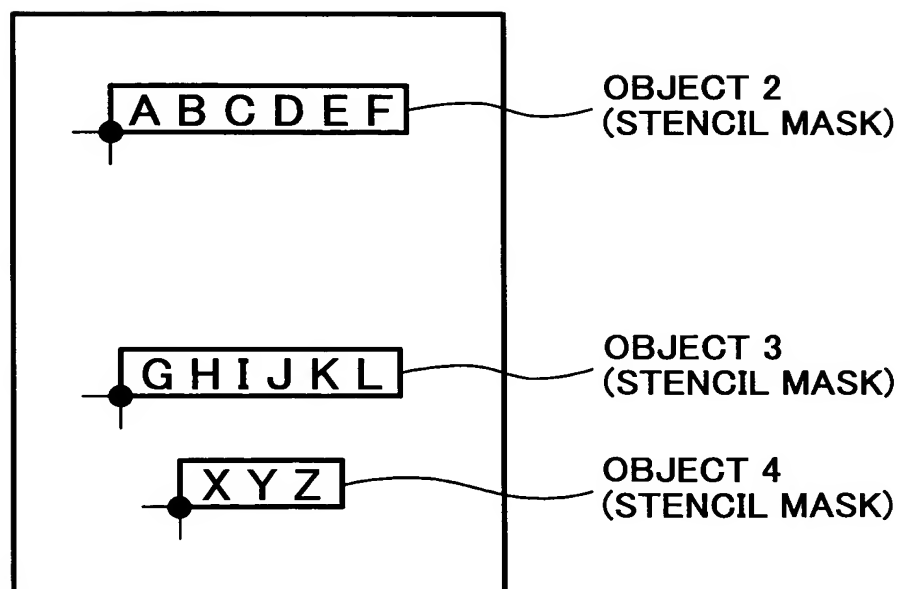 A B C D E F
OBJECT 2
(STENCIL MASK)
G H I J K L
OBJECT 3
(STENCIL MASK)
X Y Z
OBJECT 4
(STENCIL MASK)